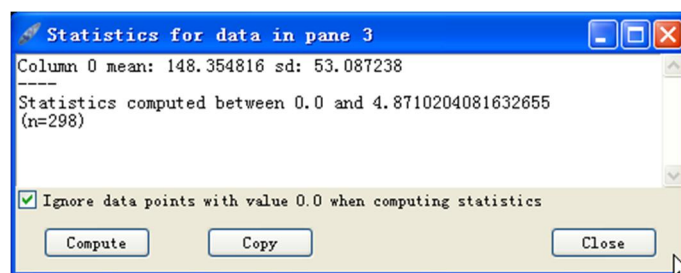 Statistics for data in pane 3
Column 0 mean: 148.354816 sd: 53.087238
----
Statistics computed between 0.0 and 4.8710204081632655
(n=298)
Ignore data points with value 0.0 when computing statistics
Compute Copy Close